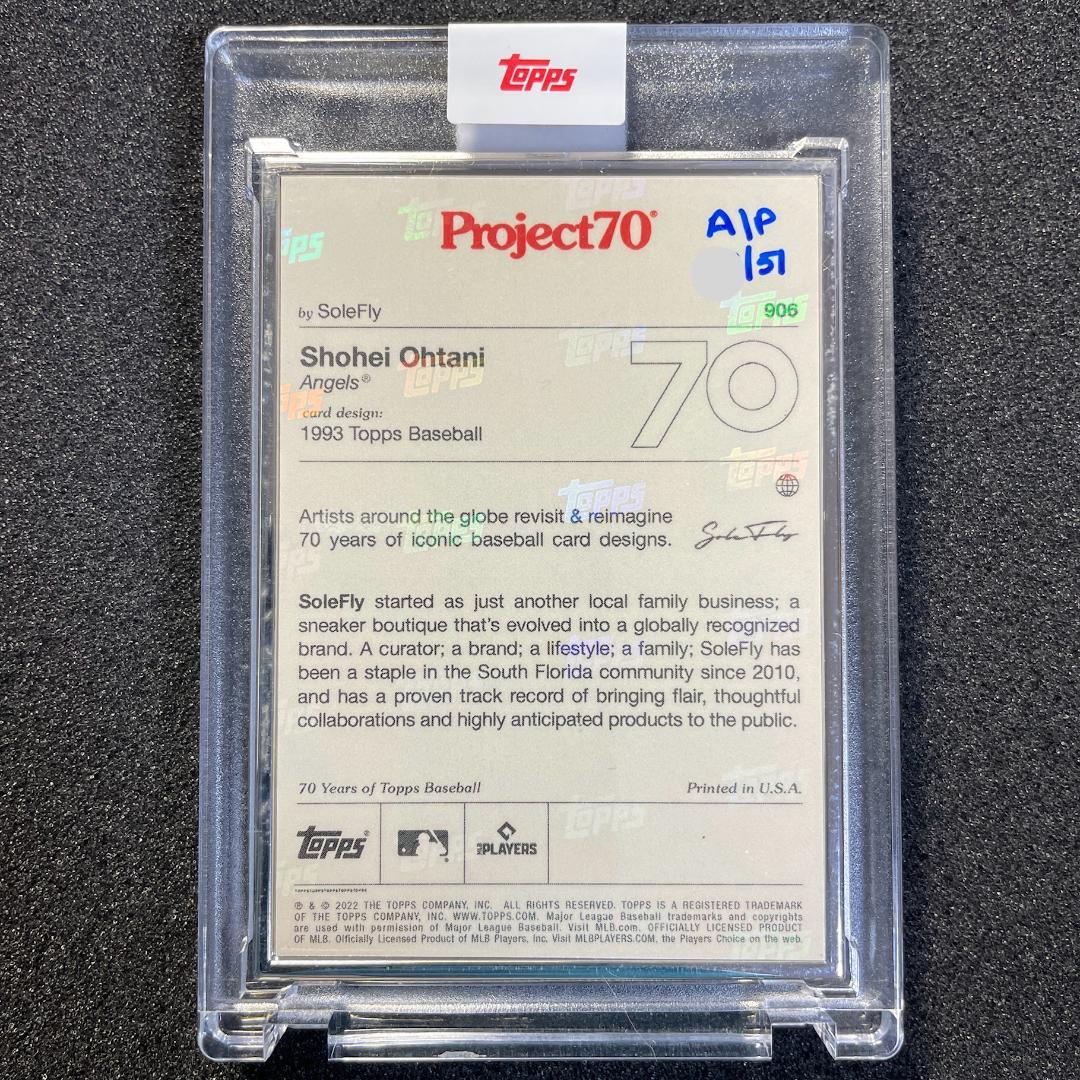 Topps
Project70®
A|P
/51
by SoleFly
906
Shohei Ohtani
Angels®
70
card design:
1993 Topps Baseball
Artists around the globe revisit & reimagine
70 years of iconic baseball card designs.
SoleFly
SoleFly started as just another local family business; a
sneaker boutique that's evolved into a globally recognized
brand. A curator; a brand; a lifestyle; a family; SoleFly has
been a staple in the South Florida community since 2010,
and has a proven track record of bringing flair, thoughtful
collaborations and highly anticipated products to the public.
70 Years of Topps Baseball
Printed in U.S.A.
Topps®
PLAYERS
® & © 2022 THE TOPPS COMPANY, INC. ALL RIGHTS RESERVED. TOPPS IS A REGISTERED TRADEMARK
OF THE TOPPS COMPANY, INC. WWW.TOPPS.COM. Major League Baseball trademarks and copyrights
are used with permission of Major League Baseball. Visit MLB.com. OFFICIALLY LICENSED PRODUCT
OF MLB. Officially Licensed Product of MLB Players, Inc. Visit MLBPLAYERS.COM, the Players Choice on the web.